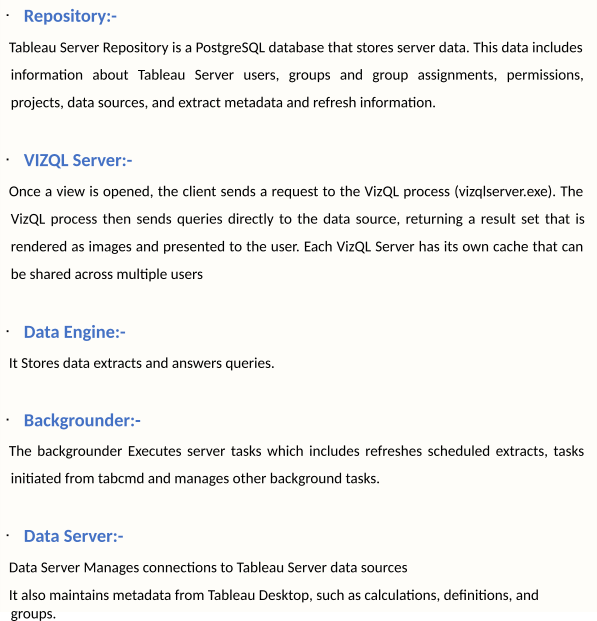 · Repository:-
Tableau Server Repository is a PostgreSQL database that stores server data. This data includes
information about Tableau Server users, groups and group assignments, permissions,
projects, data sources, and extract metadata and refresh information.
· VIZQL Server:-
Once a view is opened, the client sends a request to the VizQL process (vizqlserver.exe). The
VizQL process then sends queries directly to the data source, returning a result set that is
rendered as images and presented to the user. Each VizQL Server has its own cache that can
be shared across multiple users
· Data Engine:-
It Stores data extracts and answers queries.
· Backgrounder:-
The backgrounder Executes server tasks which includes refreshes scheduled extracts, tasks
initiated from tabcmd and manages other background tasks.
· Data Server:-
Data Server Manages connections to Tableau Server data sources
It also maintains metadata from Tableau Desktop, such as calculations, definitions, and
groups.